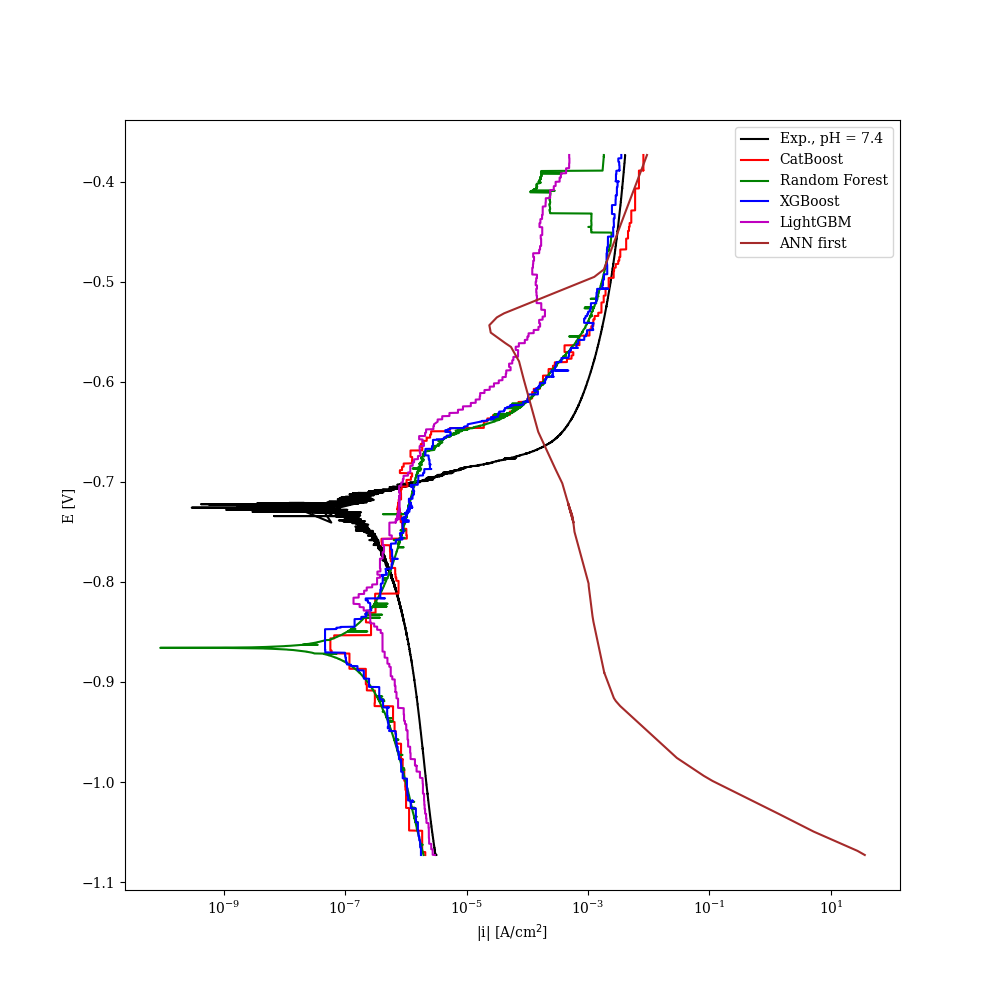 Exp., pH = 7.4
CatBoost
Random Forest
XGBoost
LightGBM
ANN first
−0.4
−0.5
−0.6
−0.7
−0.8
−0.9
−1.0
−1.1
E [V]
10⁻⁹ 10⁻⁷ 10⁻⁵ 10⁻³ 10⁻¹ 10¹
|i| [A/cm²]